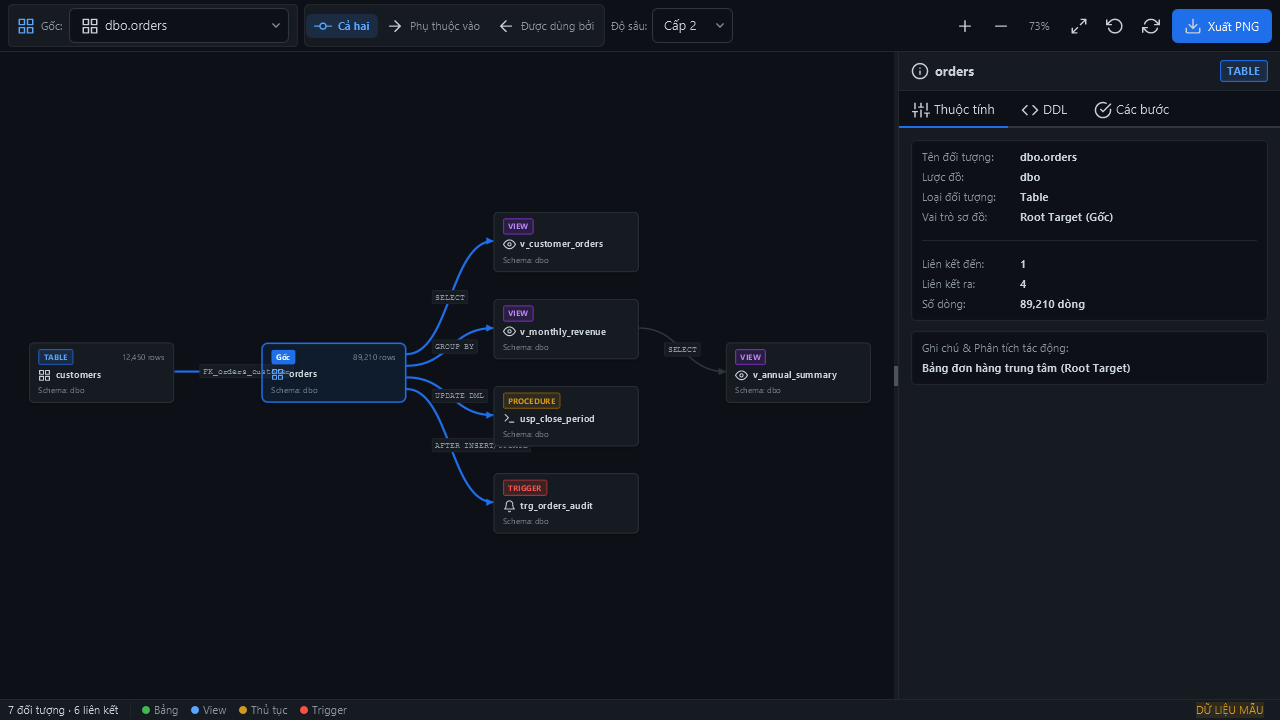 Gốc:
dbo.orders
Cả hai
Phụ thuộc vào
Được dùng bởi
Độ sâu:
Cấp 2
73%
Xuất PNG
orders
TABLE
Thuộc tính
DDL
Các bước
Tên đối tượng: dbo.orders
Lược đồ: dbo
Loại đối tượng: Table
Vai trò sơ đồ: Root Target (Gốc)
Liên kết đến: 1
Liên kết ra: 4
Số dòng: 89,210 dòng
Ghi chú & Phân tích tác động:
Bảng đơn hàng trung tâm (Root Target)
TABLE
12,450 rows
customers
Schema: dbo
FK_orders_custom
Gốc
89,210 rows
orders
Schema: dbo
SELECT
GROUP BY
UPDATE DML
AFTER INSERT/
VIEW
v_customer_orders
Schema: dbo
VIEW
v_monthly_revenue
Schema: dbo
PROCEDURE
usp_close_period
Schema: dbo
TRIGGER
trg_orders_audit
Schema: dbo
SELECT
VIEW
v_annual_summary
Schema: dbo
7 đối tượng · 6 liên kết
Bảng
View
Thủ tục
Trigger
DỮ LIỆU MẪU